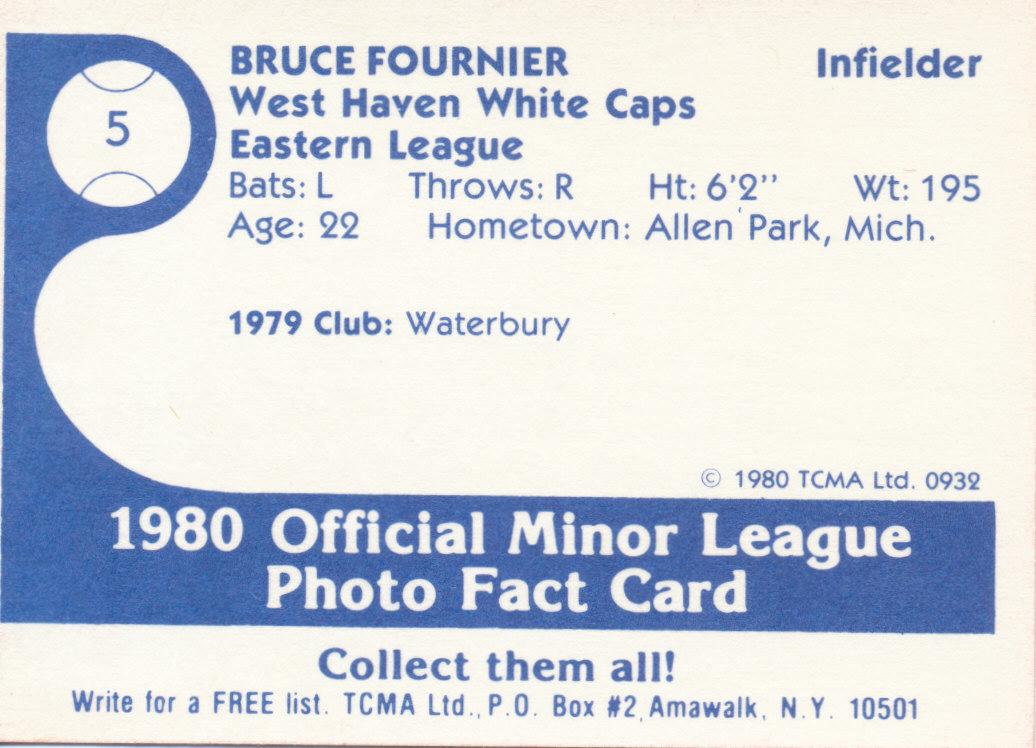 5
BRUCE FOURNIER Infielder
West Haven White Caps
Eastern League
Bats: L Throws: R Ht: 6'2'' Wt: 195
Age: 22 Hometown: Allen Park, Mich.
1979 Club: Waterbury
© 1980 TCMA Ltd. 0932
1980 Official Minor League
Photo Fact Card
Collect them all!
Write for a FREE list. TCMA Ltd., P.O. Box #2, Amawalk, N.Y. 10501